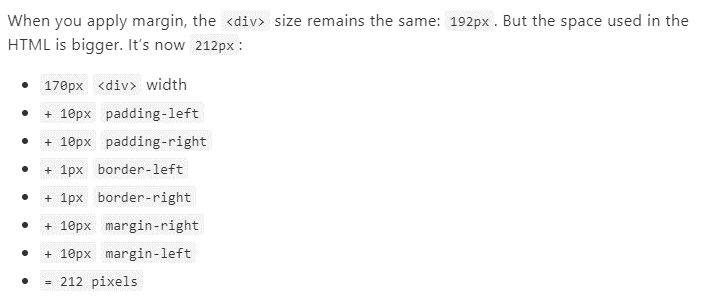 When you apply margin, the <div> size remains the same: 192px. But the space used in the
HTML is bigger. It's now 212px:
• 170px <div> width
• + 10px padding-left
• + 10px padding-right
• + 1px border-left
• + 1px border-right
• + 10px margin-right
• + 10px margin-left
• = 212 pixels